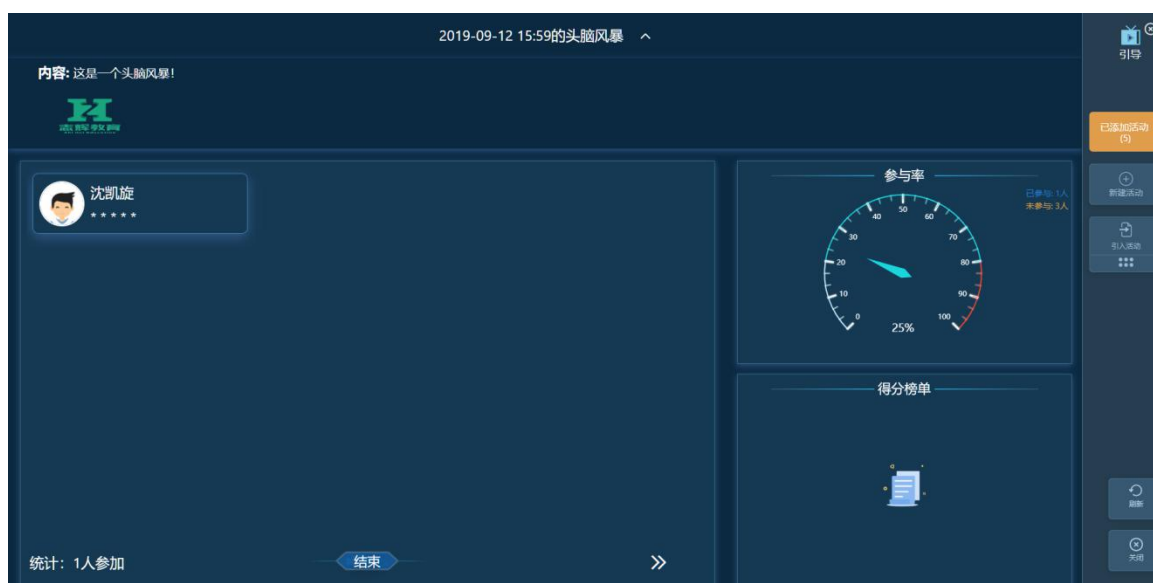 2019-09-12 15:59的头脑风暴
内容: 这是一个头脑风暴!
志辉教育
沈凯旋
*****
统计：1人参加
结束
参与率
已参与: 1人
未参与: 3人
0
10
20
30
40
50
60
70
80
90
100
25%
得分榜单
引导
已添加活动
(5)
新建活动
引入活动
刷新
关闭